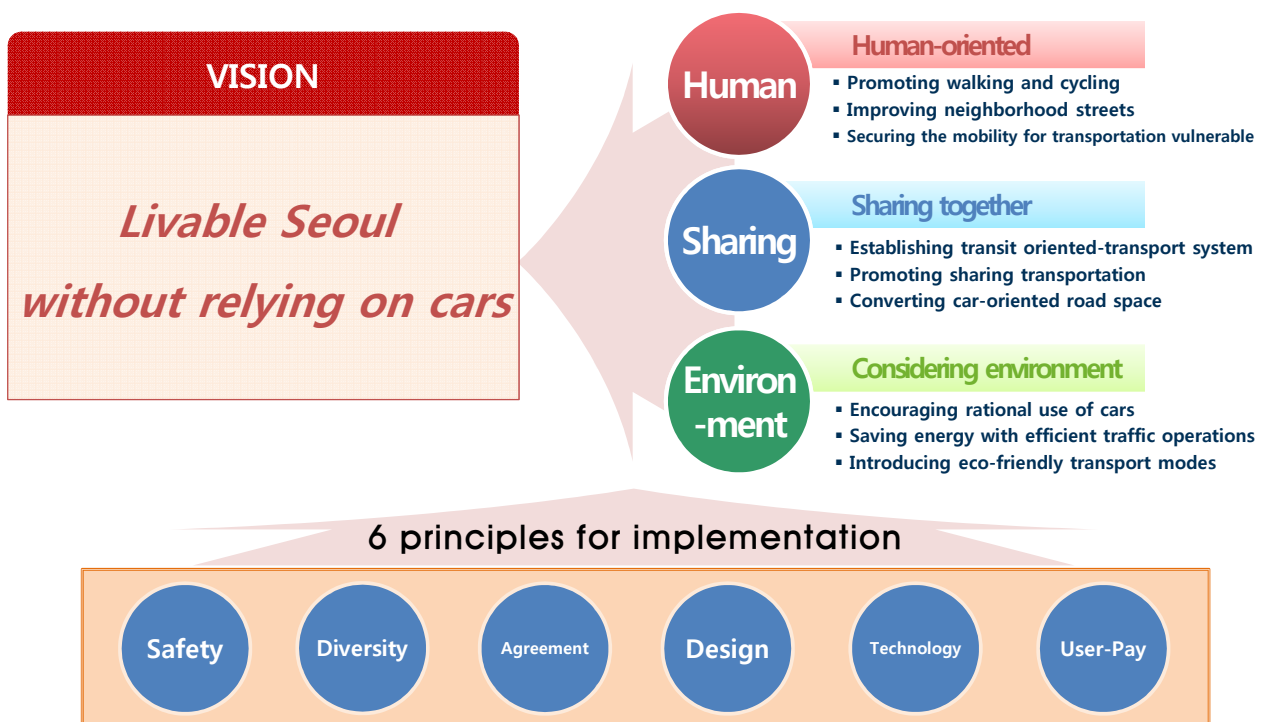 VISION
Livable Seoul
without relying on cars
Human
Human-oriented
▪ Promoting walking and cycling
▪ Improving neighborhood streets
▪ Securing the mobility for transportation vulnerable
Sharing
Sharing together
▪ Establishing transit oriented-transport system
▪ Promoting sharing transportation
▪ Converting car-oriented road space
Environ
-ment
Considering environment
▪ Encouraging rational use of cars
▪ Saving energy with efficient traffic operations
▪ Introducing eco-friendly transport modes
6 principles for implementation
Safety
Diversity
Agreement
Design
Technology
User-Pay